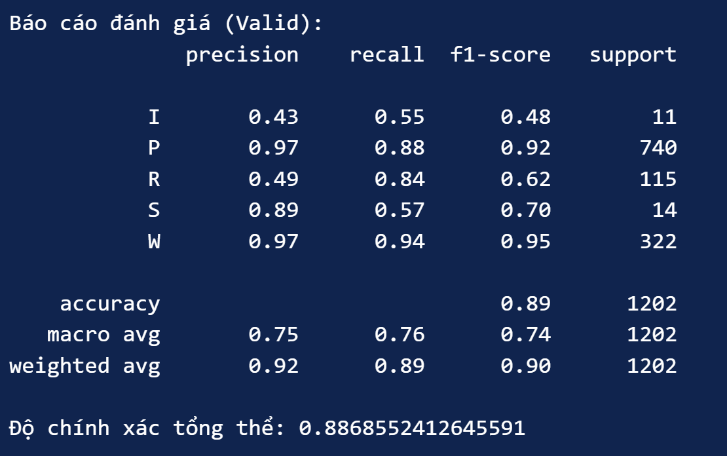 Báo cáo đánh giá (Valid):
precision recall f1-score support
I 0.43 0.55 0.48 11
P 0.97 0.88 0.92 740
R 0.49 0.84 0.62 115
S 0.89 0.57 0.70 14
W 0.97 0.94 0.95 322
accuracy 0.89 1202
macro avg 0.75 0.76 0.74 1202
weighted avg 0.92 0.89 0.90 1202
Độ chính xác tổng thể: 0.8868552412645591